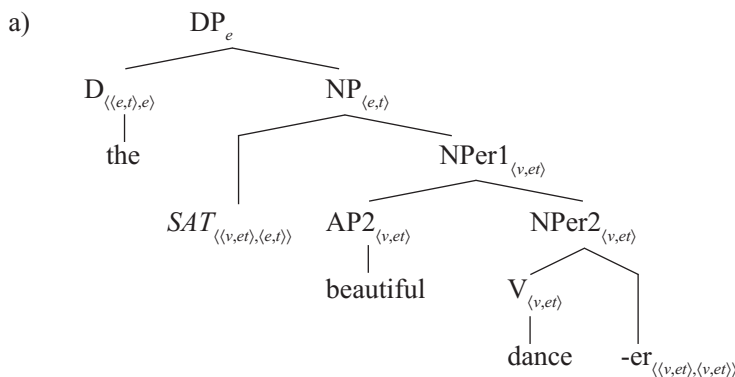 a) DP_e
D_⟨⟨e,t⟩,e⟩ NP_⟨e,t⟩
the NPer1_⟨v,et⟩
SAT_⟨⟨v,et⟩,⟨e,t⟩⟩ AP2_⟨v,et⟩ NPer2_⟨v,et⟩
beautiful V_⟨v,et⟩
dance -er_⟨⟨v,et⟩,⟨v,et⟩⟩